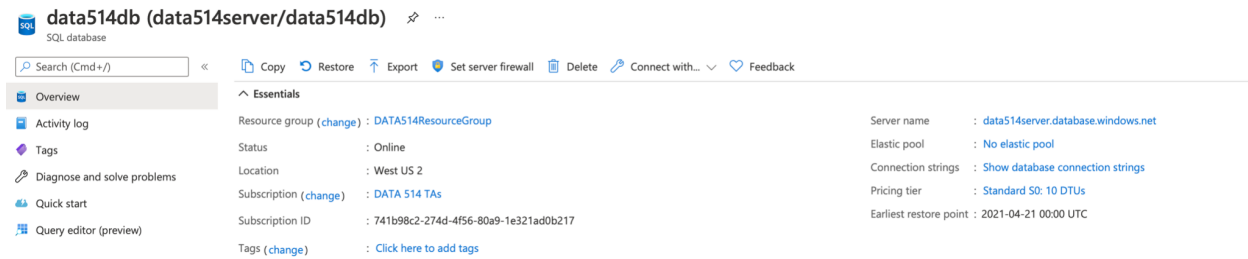 data514db (data514server/data514db)
SQL database
Search (Cmd+/)
«
Copy Restore Export Set server firewall Delete Connect with... Feedback
Overview
Activity log
Tags
Diagnose and solve problems
Quick start
Query editor (preview)
Essentials
Resource group (change) : DATA514ResourceGroup
Status : Online
Location : West US 2
Subscription (change) : DATA 514 TAs
Subscription ID : 741b98c2-274d-4f56-80a9-1e321ad0b217
Tags (change) : Click here to add tags
Server name : data514server.database.windows.net
Elastic pool : No elastic pool
Connection strings : Show database connection strings
Pricing tier : Standard S0: 10 DTUs
Earliest restore point : 2021-04-21 00:00 UTC